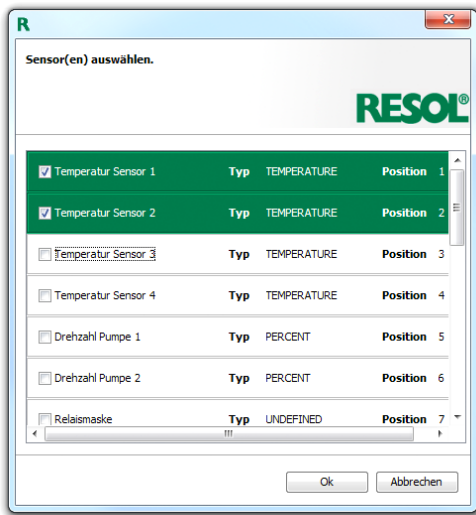 R
Sensor(en) auswählen.
RESOL®
Temperatur Sensor 1 Typ TEMPERATURE Position 1
Temperatur Sensor 2 Typ TEMPERATURE Position 2
Temperatur Sensor 3 Typ TEMPERATURE Position 3
Temperatur Sensor 4 Typ TEMPERATURE Position 4
Drehzahl Pumpe 1 Typ PERCENT Position 5
Drehzahl Pumpe 2 Typ PERCENT Position 6
Relaismaske Typ UNDEFINED Position 7
Ok Abbrechen